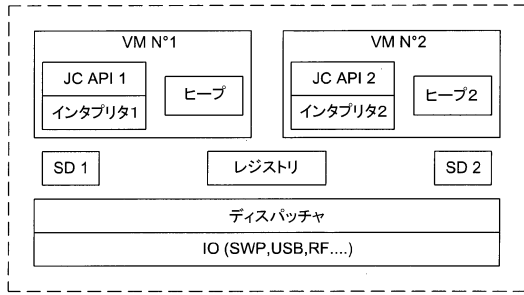 VM N°1
JC API 1
インタプリタ1
ヒープ
VM N°2
JC API 2
インタプリタ2
ヒープ2
SD 1
レジストリ
SD 2
ディスパッチャ
IO (SWP,USB,RF....)